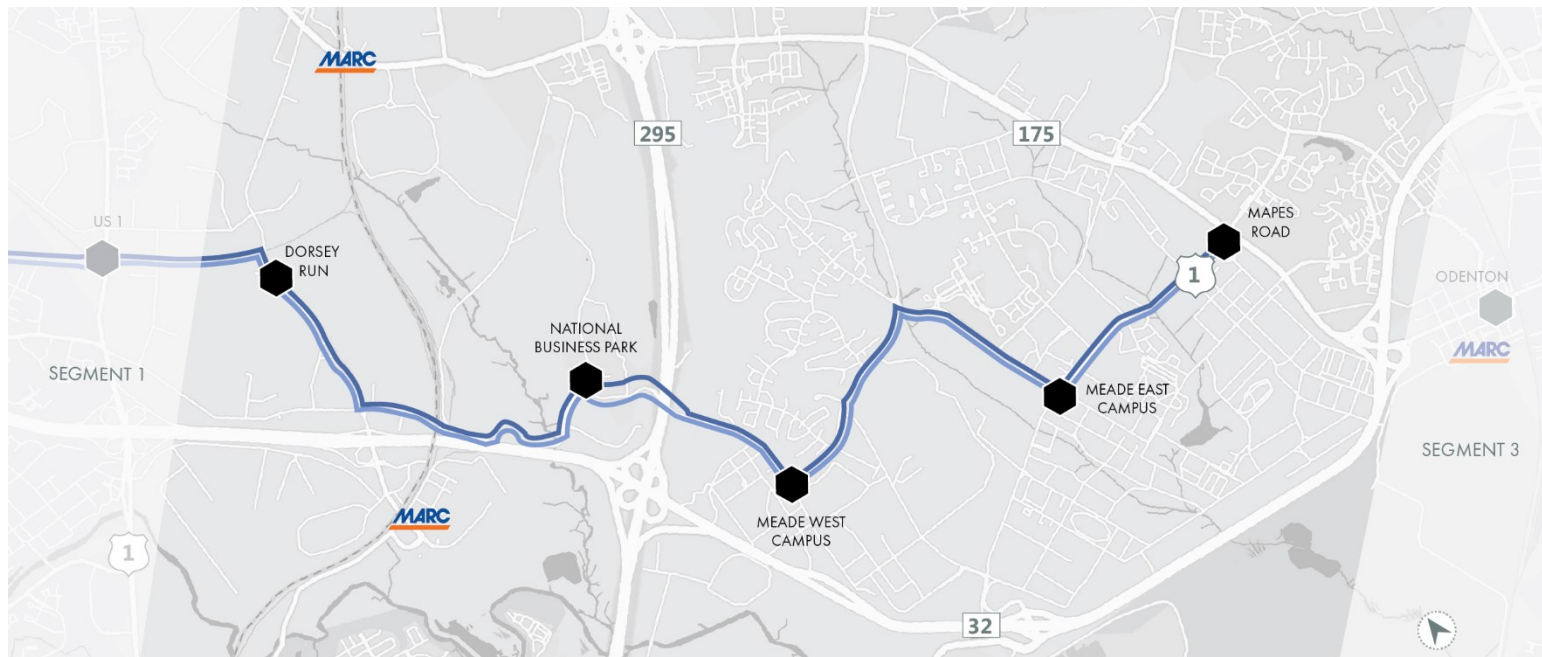 MARC
295
175
US 1
DORSEY
RUN
MAPES
ROAD
1
ODENTON
MARC
NATIONAL
BUSINESS PARK
SEGMENT 1
MEADE EAST
CAMPUS
SEGMENT 3
MARC
MEADE WEST
CAMPUS
1
32